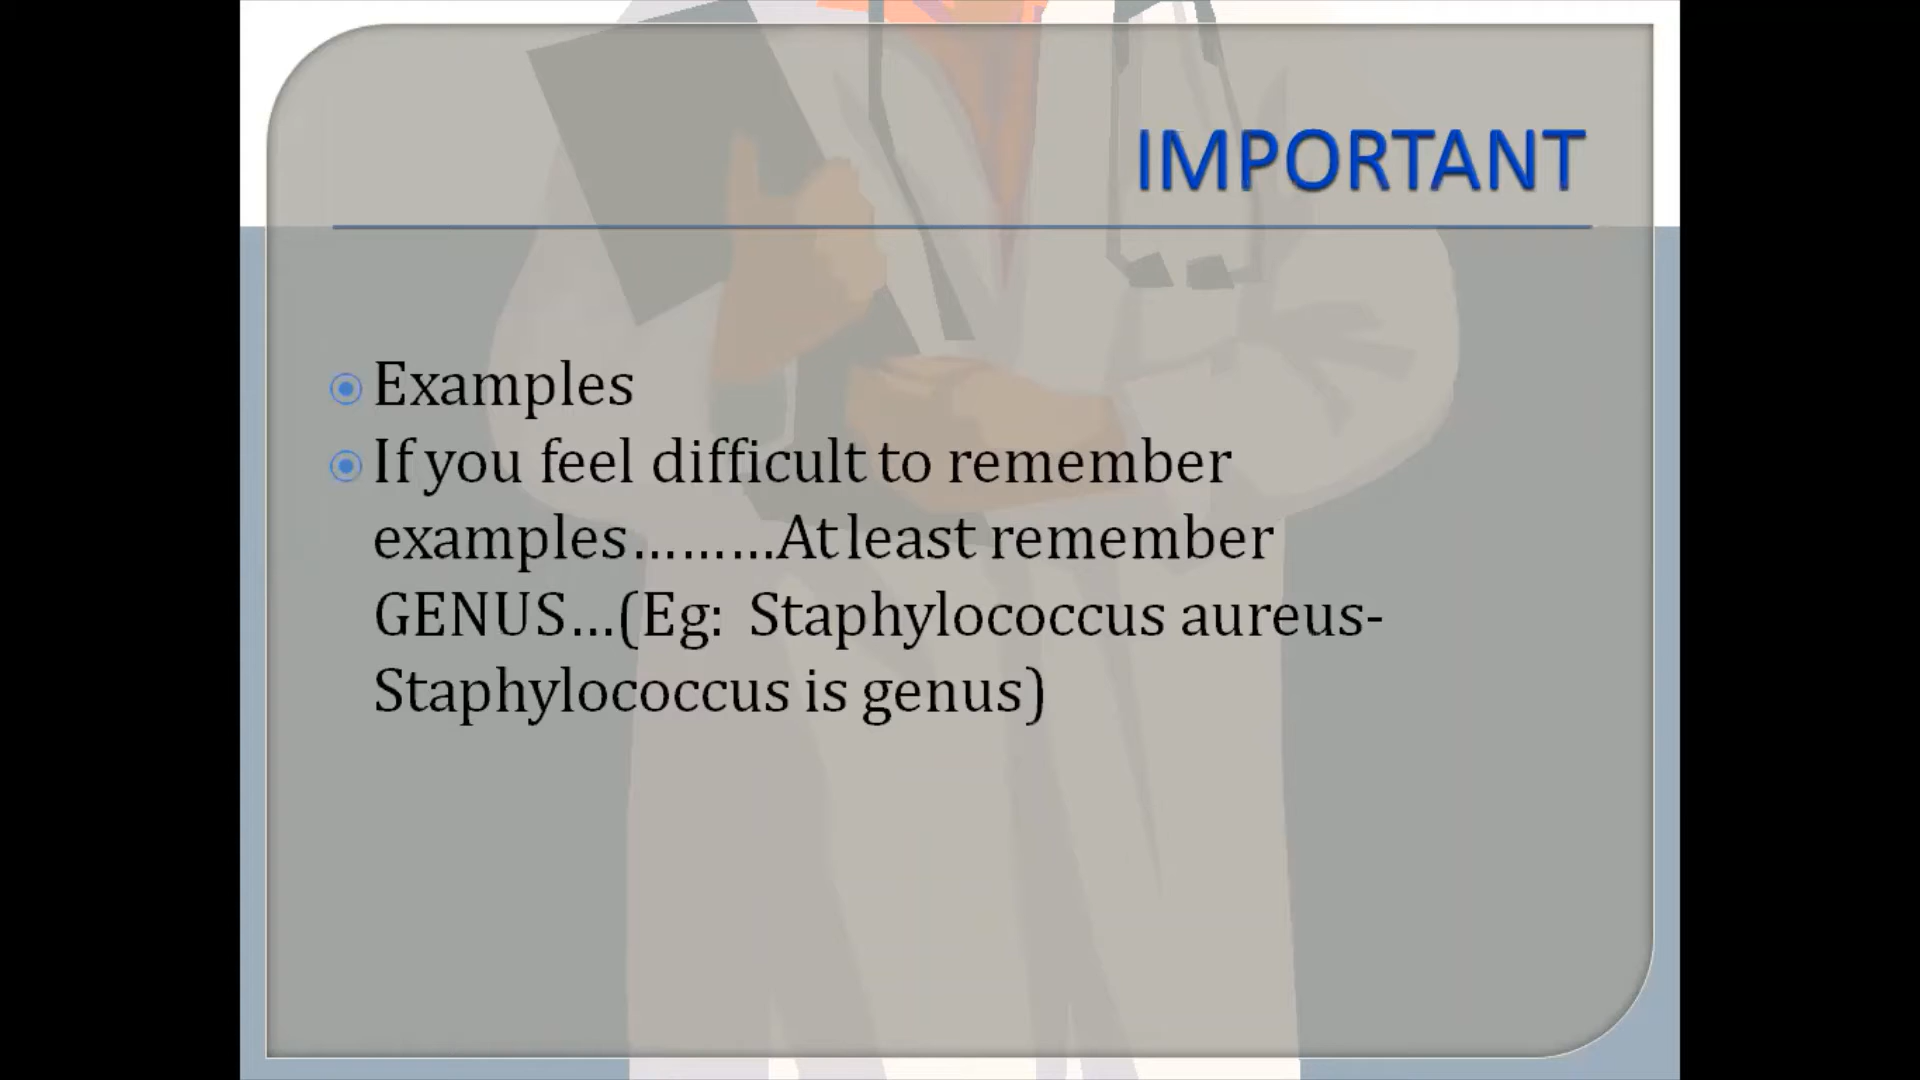 IMPORTANT
Examples
If you feel difficult to remember
examples.........At least remember
GENUS...(Eg: Staphylococcus aureus-
Staphylococcus is genus)